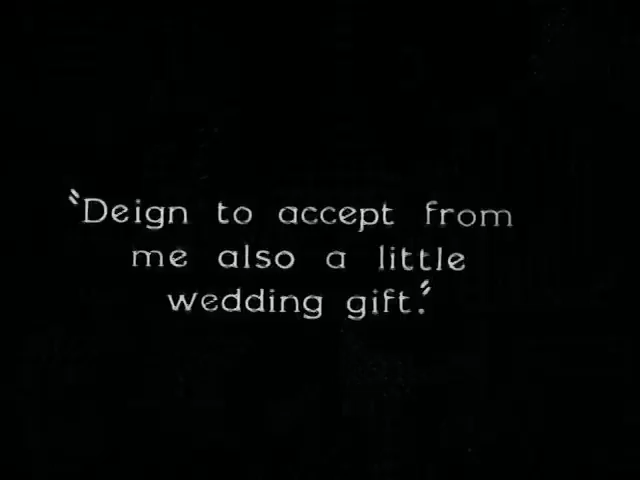 "Deign to accept from
me also a little
wedding gift."